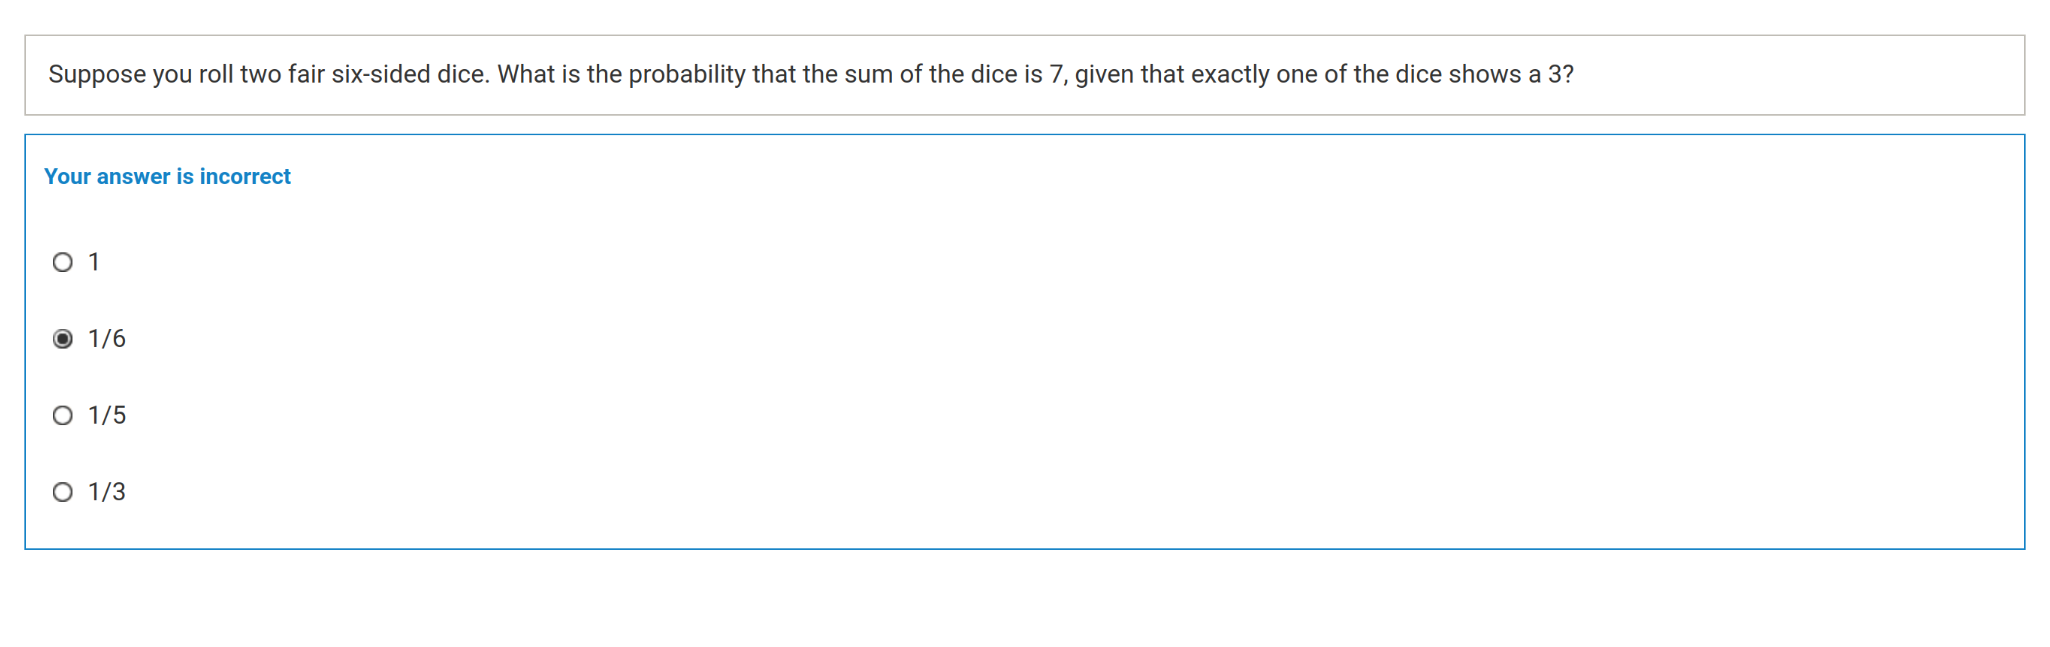 Suppose you roll two fair six-sided dice. What is the probability that the sum of the dice is 7, given that exactly one of the dice shows a 3?
Your answer is incorrect
1
1/6
1/5
1/3